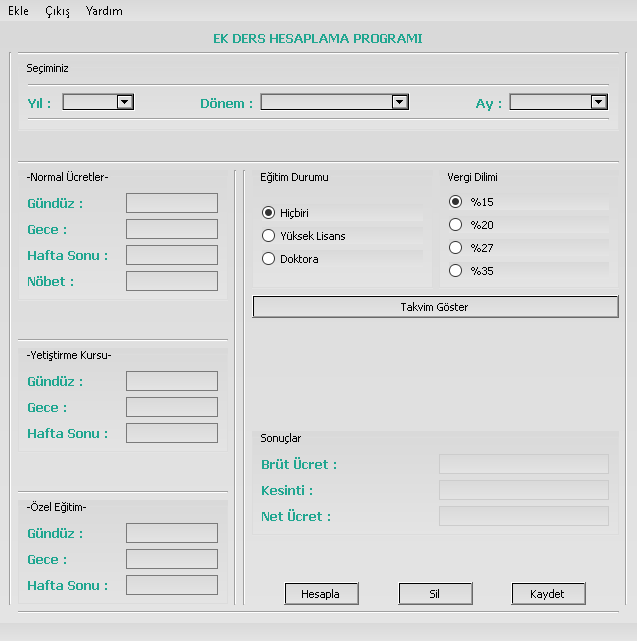 Ekle Çıkış Yardım
EK DERS HESAPLAMA PROGRAMI
Seçiminiz
Yıl : Dönem : Ay :
-Normal Ücretler-
Gündüz :
Gece :
Hafta Sonu :
Nöbet :
-Yetiştirme Kursu-
Gündüz :
Gece :
Hafta Sonu :
-Özel Eğitim-
Gündüz :
Gece :
Hafta Sonu :
Eğitim Durumu
Hiçbiri
Yüksek Lisans
Doktora
Vergi Dilimi
%15
%20
%27
%35
Takvim Göster
Sonuçlar
Brüt Ücret :
Kesinti :
Net Ücret :
Hesapla Sil Kaydet